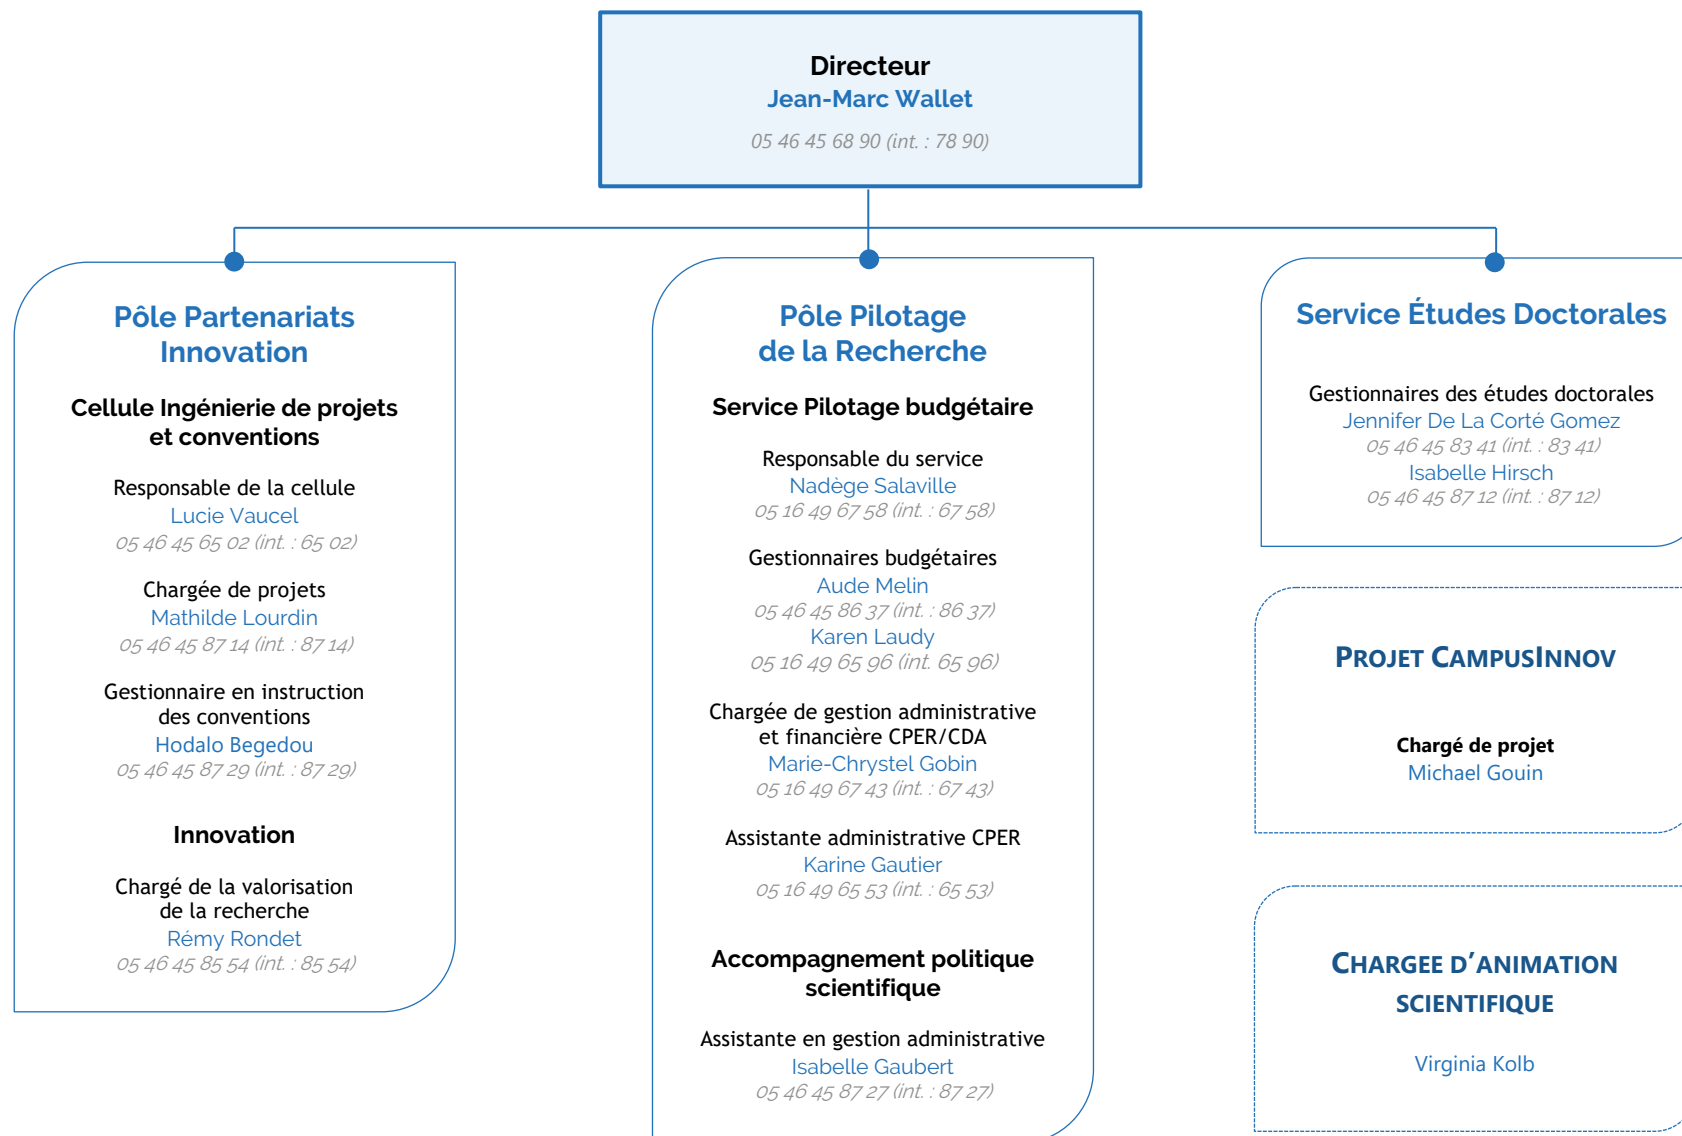 Directeur
Jean-Marc Wallet
05 46 45 68 90 (int. : 78 90)
Pôle Partenariats
Innovation
Cellule Ingénierie de projets
et conventions
Responsable de la cellule
Lucie Vaucel
05 46 45 65 02 (int. : 65 02)
Chargée de projets
Mathilde Lourdin
05 46 45 87 14 (int. : 87 14)
Gestionnaire en instruction
des conventions
Hodalo Begedou
05 46 45 87 29 (int. : 87 29)
Innovation
Chargé de la valorisation
de la recherche
Rémy Rondet
05 46 45 85 54 (int. : 85 54)
Pôle Pilotage
de la Recherche
Service Pilotage budgétaire
Responsable du service
Nadège Salaville
05 16 49 67 58 (int. : 67 58)
Gestionnaires budgétaires
Aude Melin
05 46 45 86 37 (int. : 86 37)
Karen Laudy
05 16 49 65 96 (int. 65 96)
Chargée de gestion administrative
et financière CPER/CDA
Marie-Chrystel Gobin
05 16 49 67 43 (int. : 67 43)
Assistante administrative CPER
Karine Gautier
05 16 49 65 53 (int. : 65 53)
Accompagnement politique
scientifique
Assistante en gestion administrative
Isabelle Gaubert
05 46 45 87 27 (int. : 87 27)
Service Études Doctorales
Gestionnaires des études doctorales
Jennifer De La Corté Gomez
05 46 45 83 41 (int. : 83 41)
Isabelle Hirsch
05 46 45 87 12 (int. : 87 12)
PROJET CAMPUSINNOV
Chargé de projet
Michael Gouin
CHARGEE D'ANIMATION
SCIENTIFIQUE
Virginia Kolb